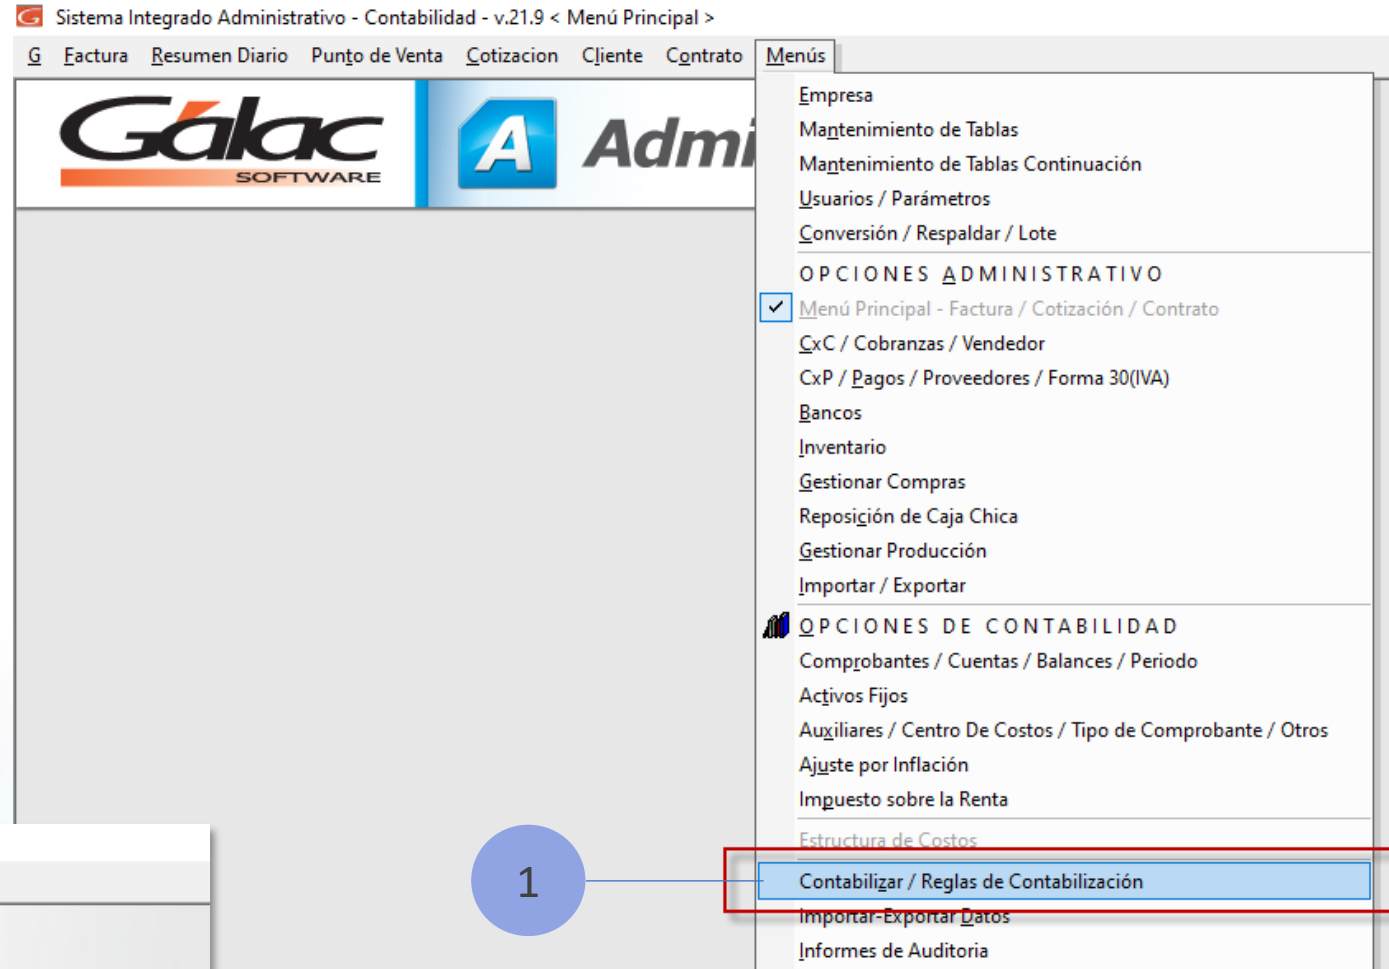 G Sistema Integrado Administrativo - Contabilidad - v.21.9 < Menú Principal >
G Factura Resumen Diario Punto de Venta Cotizacion Cliente Contrato Menús
Gálac
SOFTWARE
A Admi
Empresa
Mantenimiento de Tablas
Mantenimiento de Tablas Continuación
Usuarios / Parámetros
Conversión / Respaldar / Lote
OPCIONES ADMINISTRATIVO
Menú Principal - Factura / Cotización / Contrato
CxC / Cobranzas / Vendedor
CxP / Pagos / Proveedores / Forma 30(IVA)
Bancos
Inventario
Gestionar Compras
Reposición de Caja Chica
Gestionar Producción
Importar / Exportar
OPCIONES DE CONTABILIDAD
Comprobantes / Cuentas / Balances / Periodo
Activos Fijos
Auxiliares / Centro De Costos / Tipo de Comprobante / Otros
Ajuste por Inflación
Impuesto sobre la Renta
Estructura de Costos
1 Contabilizar / Reglas de Contabilización
Importar-Exportar Datos
Informes de Auditoria